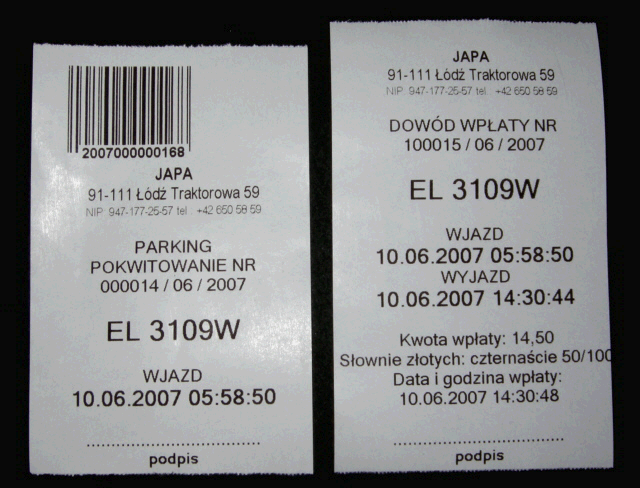 2007000000168
JAPA
91-111 Łódź Traktorowa 59
NIP: 947-177-25-57 tel : +42 650 58 59
PARKING
POKWITOWANIE NR
000014 / 06 / 2007
EL 3109W
WJAZD
10.06.2007 05:58:50
podpis
JAPA
91-111 Łódź Traktorowa 59
NIP: 947-177-25-57 tel : +42 650 58 59
DOWÓD WPŁATY NR
100015 / 06 / 2007
EL 3109W
WJAZD
10.06.2007 05:58:50
WYJAZD
10.06.2007 14:30:44
Kwota wpłaty: 14,50
Słownie złotych: czternaście 50/100
Data i godzina wpłaty:
10.06.2007 14:30:48
podpis